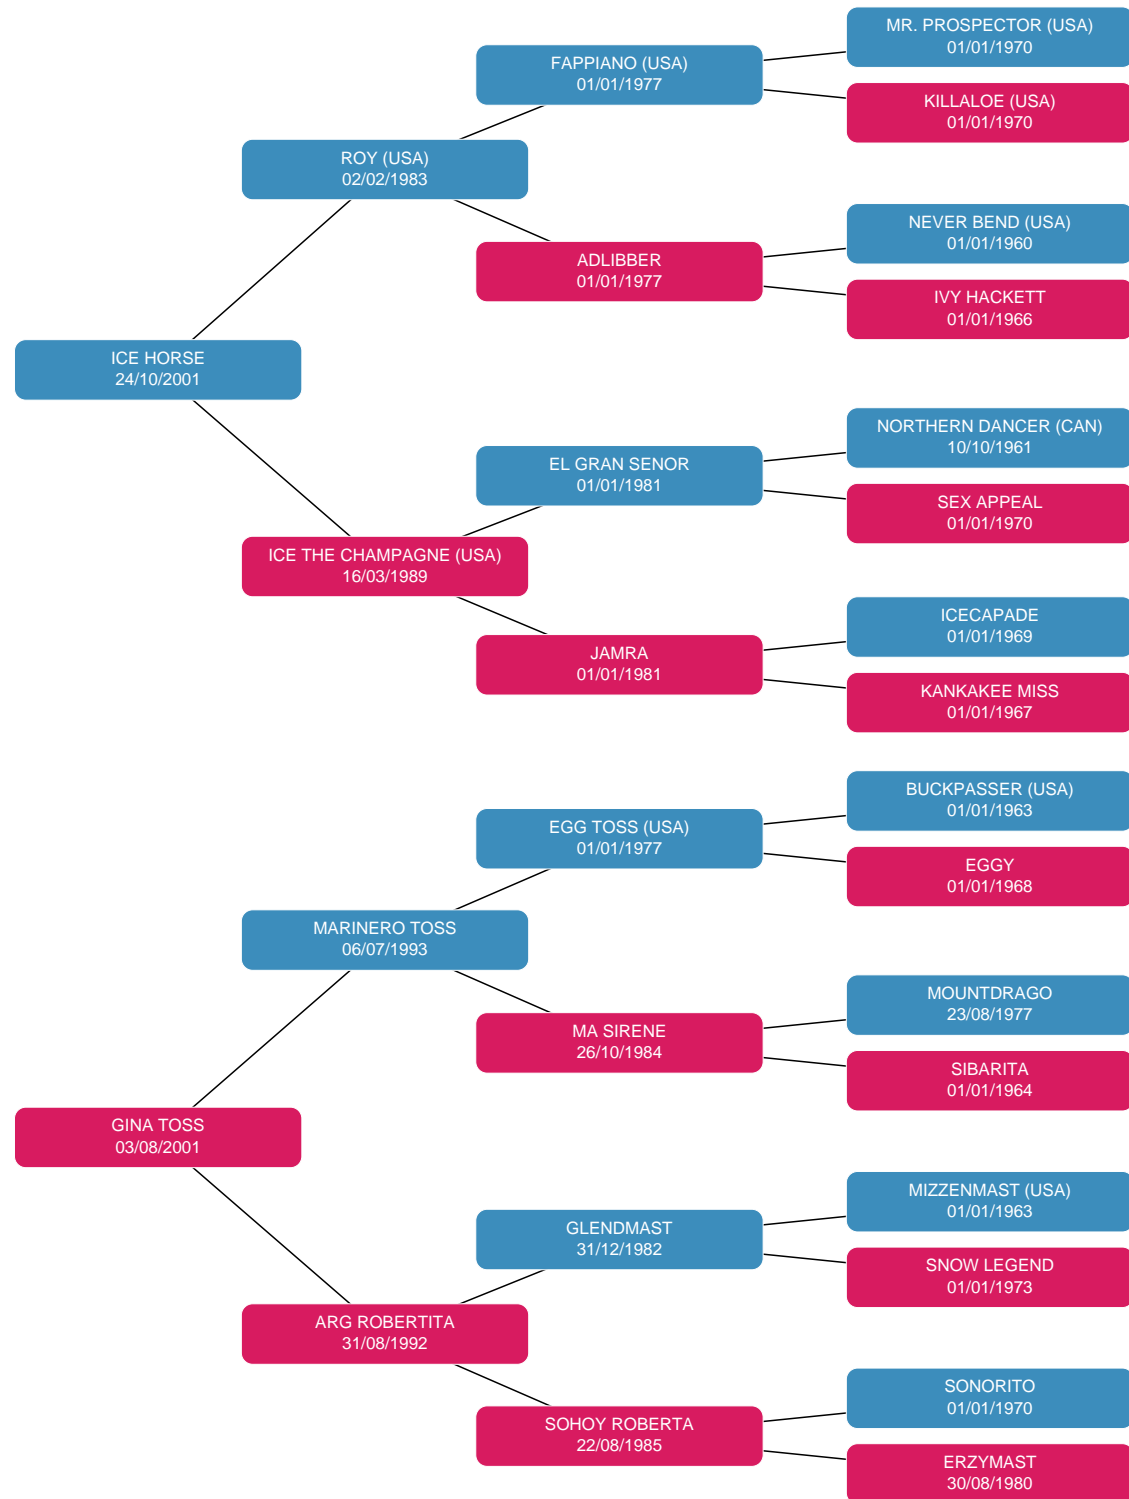 MR. PROSPECTOR (USA)
01/01/1970
FAPPIANO (USA)
01/01/1977
KILLALOE (USA)
01/01/1970
ROY (USA)
02/02/1983
NEVER BEND (USA)
01/01/1960
ADLIBBER
01/01/1977
IVY HACKETT
01/01/1966
ICE HORSE
24/10/2001
NORTHERN DANCER (CAN)
10/10/1961
EL GRAN SENOR
01/01/1981
SEX APPEAL
01/01/1970
ICE THE CHAMPAGNE (USA)
16/03/1989
ICECAPADE
01/01/1969
JAMRA
01/01/1981
KANKAKEE MISS
01/01/1967
BUCKPASSER (USA)
01/01/1963
EGG TOSS (USA)
01/01/1977
EGGY
01/01/1968
MARINERO TOSS
06/07/1993
MOUNTDRAGO
23/08/1977
MA SIRENE
26/10/1984
SIBARITA
01/01/1964
GINA TOSS
03/08/2001
MIZZENMAST (USA)
01/01/1963
GLENDMAST
31/12/1982
SNOW LEGEND
01/01/1973
ARG ROBERTITA
31/08/1992
SONORITO
01/01/1970
SOHOY ROBERTA
22/08/1985
ERZYMAST
30/08/1980